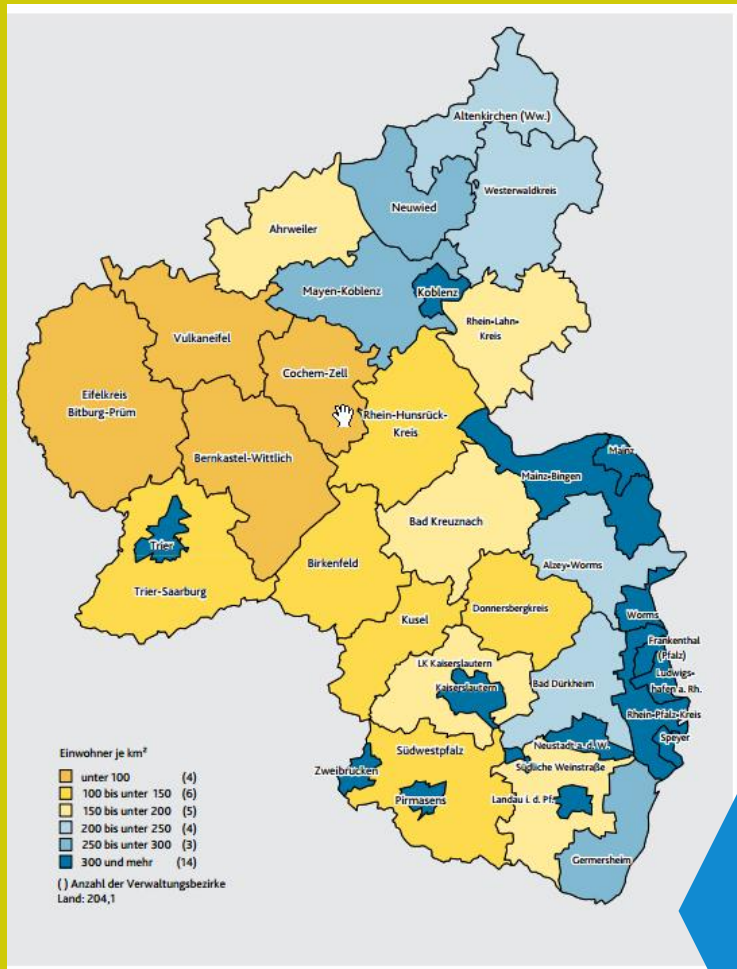 Altenkirchen (Ww.)
Westerwaldkreis
Neuwied
Ahrweiler
Mayen-Koblenz
Koblenz
Rhein-Lahn-
Kreis
Vulkaneifel
Cochem-Zell
Eifelkreis
Bitburg-Prüm
Rhein-Hunsrück-
Kreis
Bernkastel-Wittlich
Mainz
Mainz-Bingen
Bad Kreuznach
Trier
Alzey-Worms
Birkenfeld
Trier-Saarburg
Donnersbergkreis
Kusel
Worms
Frankenthal
(Pfalz)
LK Kaiserslautern
Kaiserslautern
Bad Dürkheim
Ludwigs-
hafen a. Rh.
Rhein-Pfalz-Kreis
Speyer
Neustadt a. d. W.
Südwestpfalz
Zweibrücken
Südliche Weinstraße
Pirmasens
Landau i. d. Pf.
Germersheim
Einwohner je km²
unter 100 (4)
100 bis unter 150 (6)
150 bis unter 200 (5)
200 bis unter 250 (4)
250 bis unter 300 (3)
300 und mehr (14)
( ) Anzahl der Verwaltungsbezirke
Land: 204,1